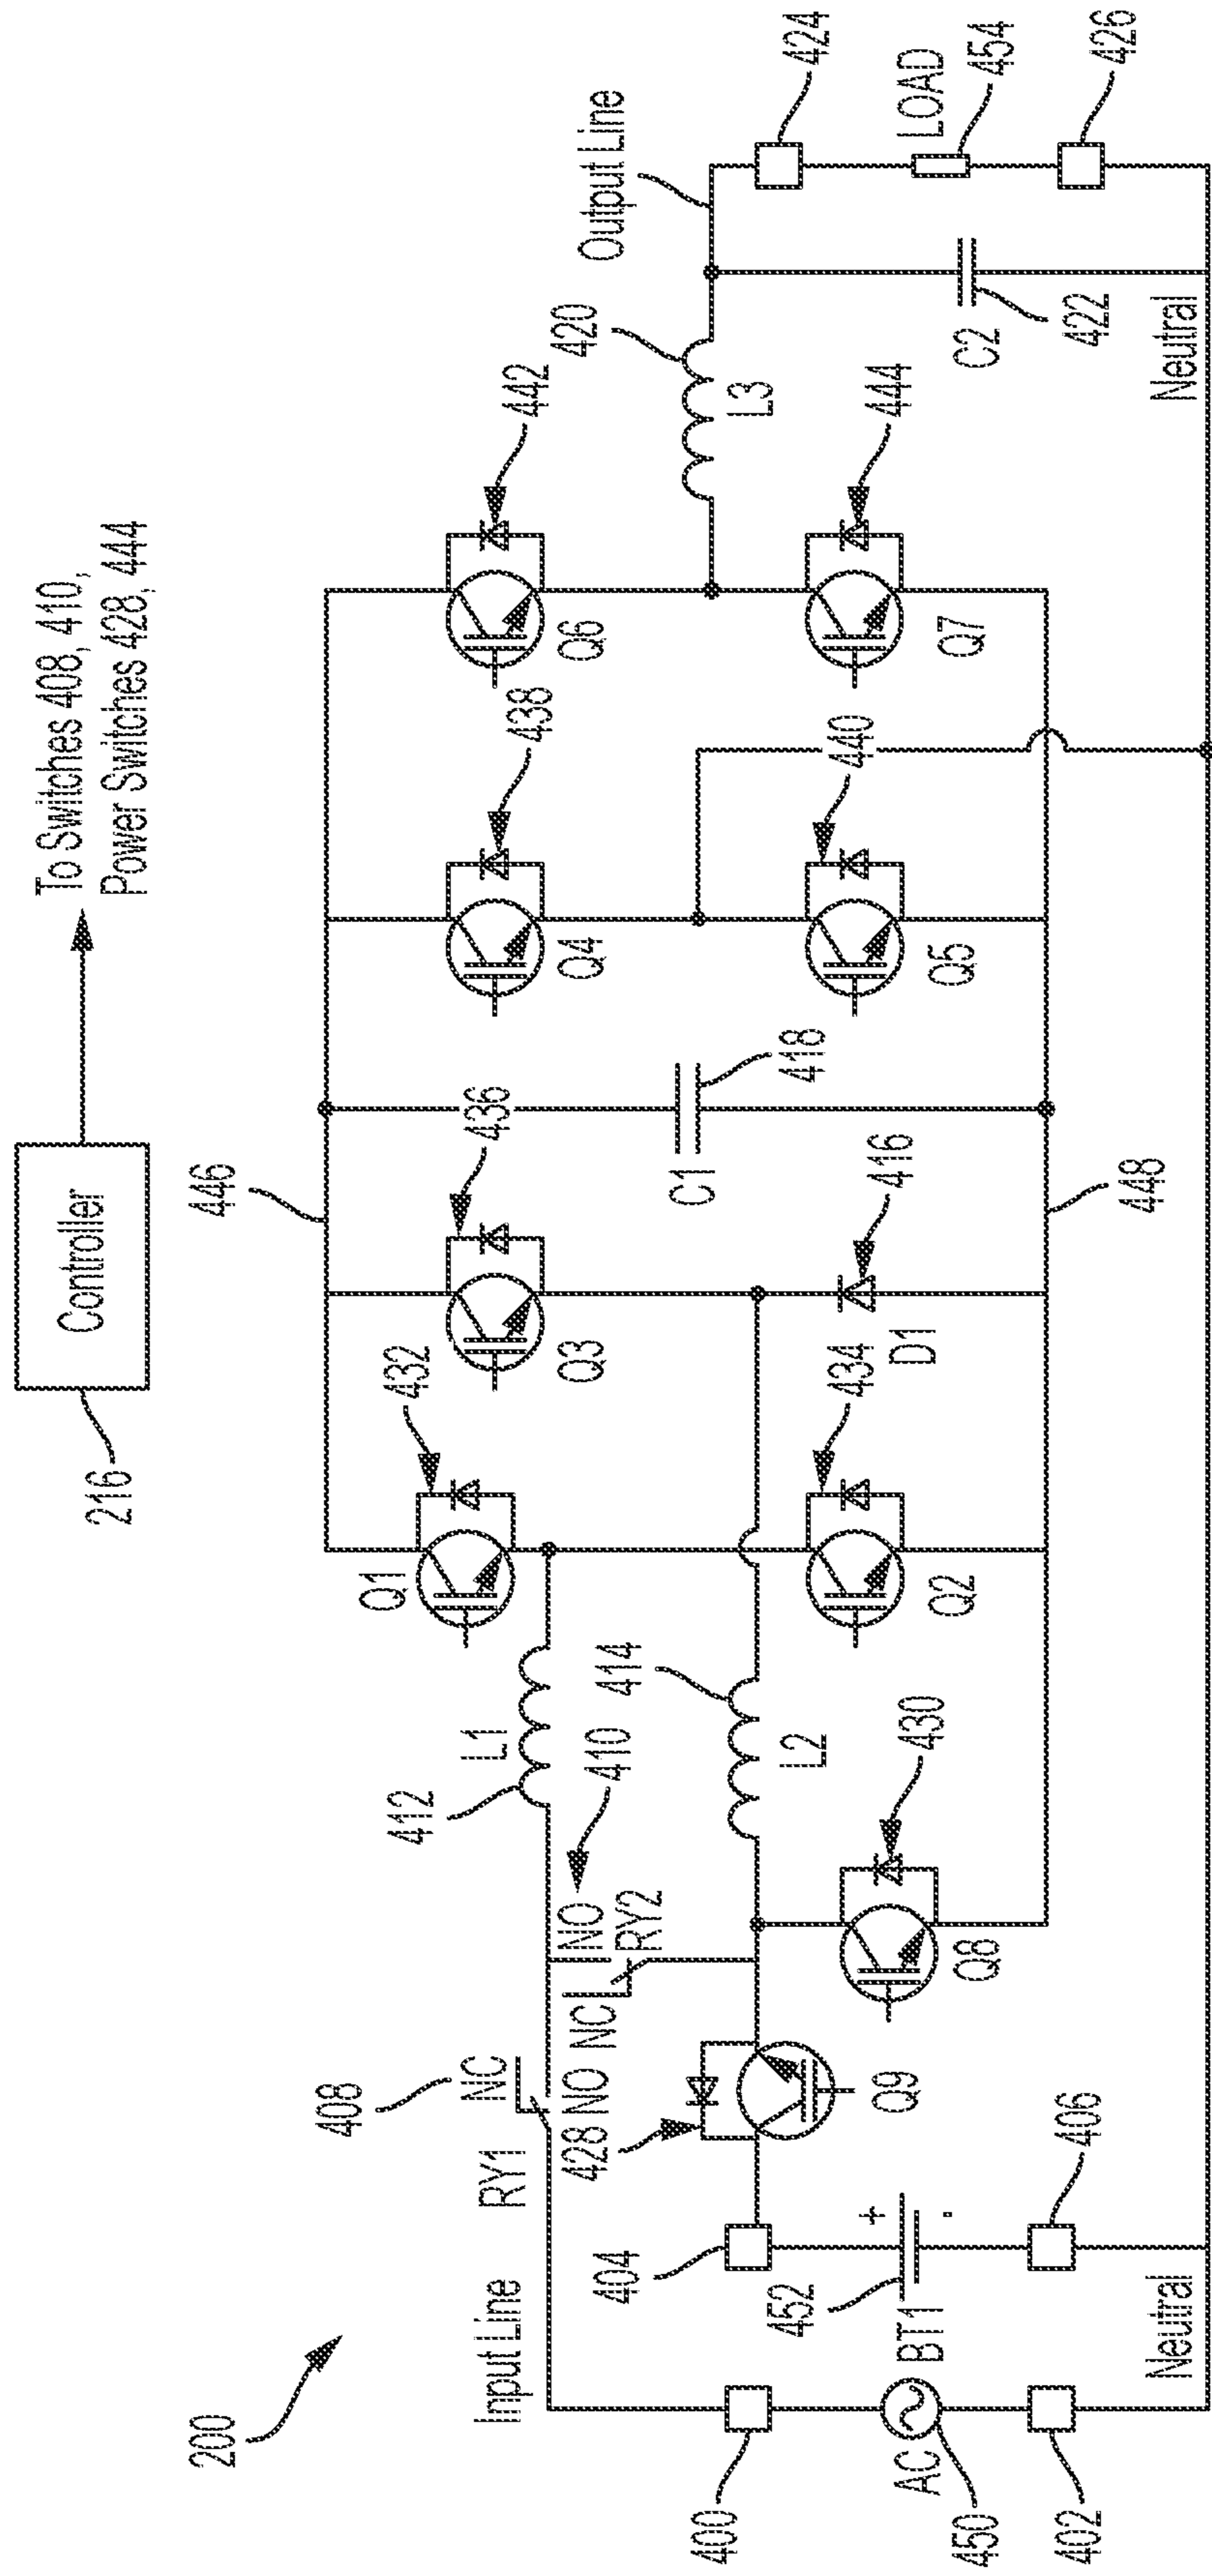 200
216
Controller
To Switches 408, 410,
Power Switches 428, 444
Input Line
RY1
408
NC
NO
NC
NO
RY2
410
412
L1
414
L2
404
428
Q9
Q8
430
400
AC
450
402
452
BT1
+
-
406
Neutral
Q1
432
Q2
434
446
Q3
436
D1
416
C1
418
448
Q4
438
Q5
440
Q6
442
Q7
444
420
L3
Output Line
C2
422
Neutral
424
LOAD
454
426